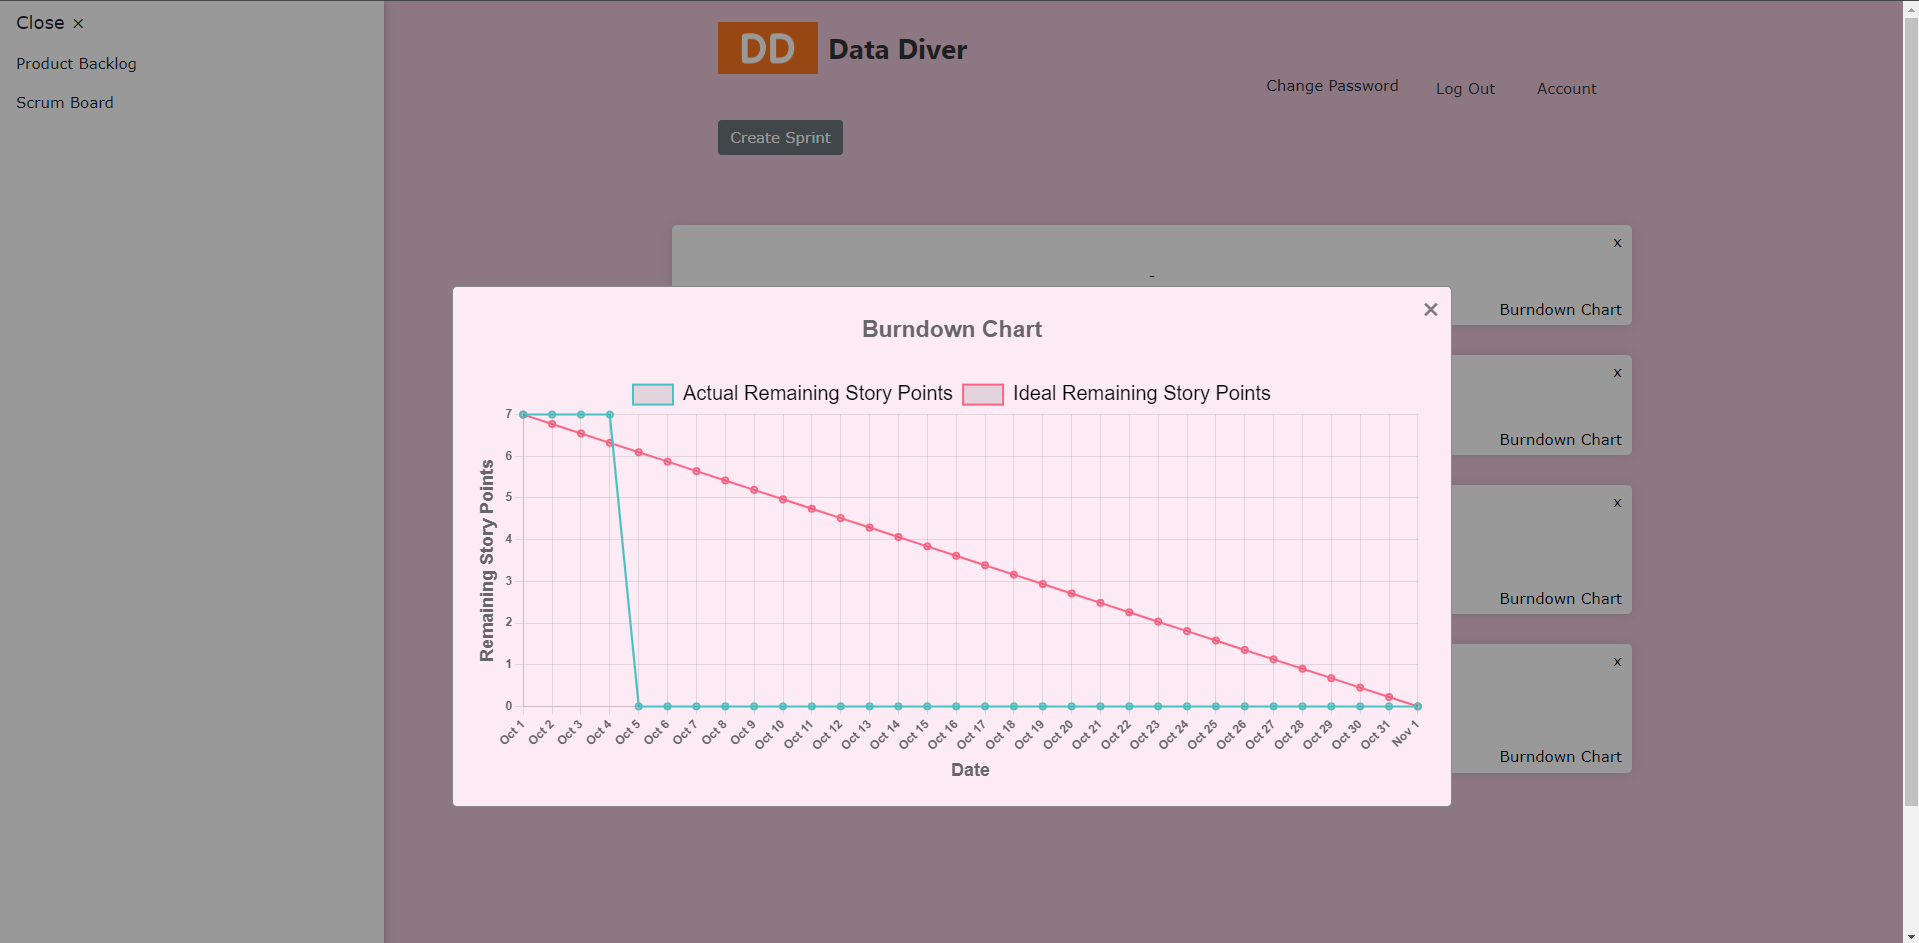 Close ×
Product Backlog
Scrum Board
DD Data Diver
Change Password Log Out Account
Create Sprint
x
-
Burndown Chart
x
Burndown Chart
x
Burndown Chart
x
Burndown Chart
×
Burndown Chart
Actual Remaining Story Points Ideal Remaining Story Points
Remaining Story Points
7
6
5
4
3
2
1
0
Oct 1 Oct 2 Oct 3 Oct 4 Oct 5 Oct 6 Oct 7 Oct 8 Oct 9 Oct 10 Oct 11 Oct 12 Oct 13 Oct 14 Oct 15 Oct 16 Oct 17 Oct 18 Oct 19 Oct 20 Oct 21 Oct 22 Oct 23 Oct 24 Oct 25 Oct 26 Oct 27 Oct 28 Oct 29 Oct 30 Oct 31 Nov 1
Date